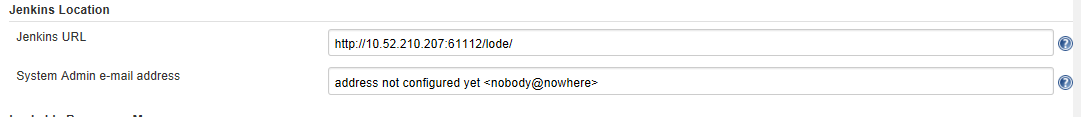 Jenkins Location
Jenkins URL
http://10.52.210.207:61112/lode/
System Admin e-mail address
address not configured yet <nobody@nowhere>